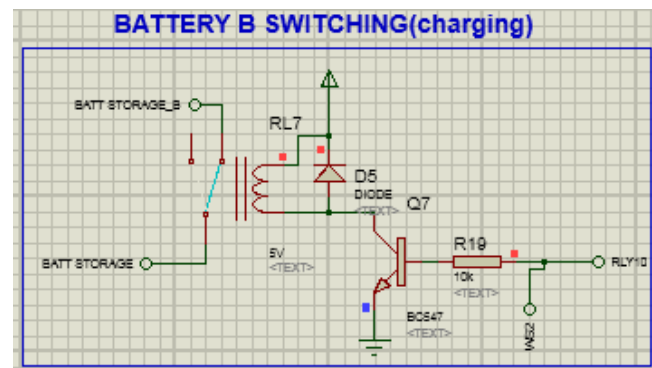 BATTERY B SWITCHING(charging)
BATT STORAGE_B
RL7
D5
DIODE
<TEXT>
Q7
R19
5V
<TEXT>
BATT STORAGE
10k
<TEXT>
RLY10
BC547
<TEXT>